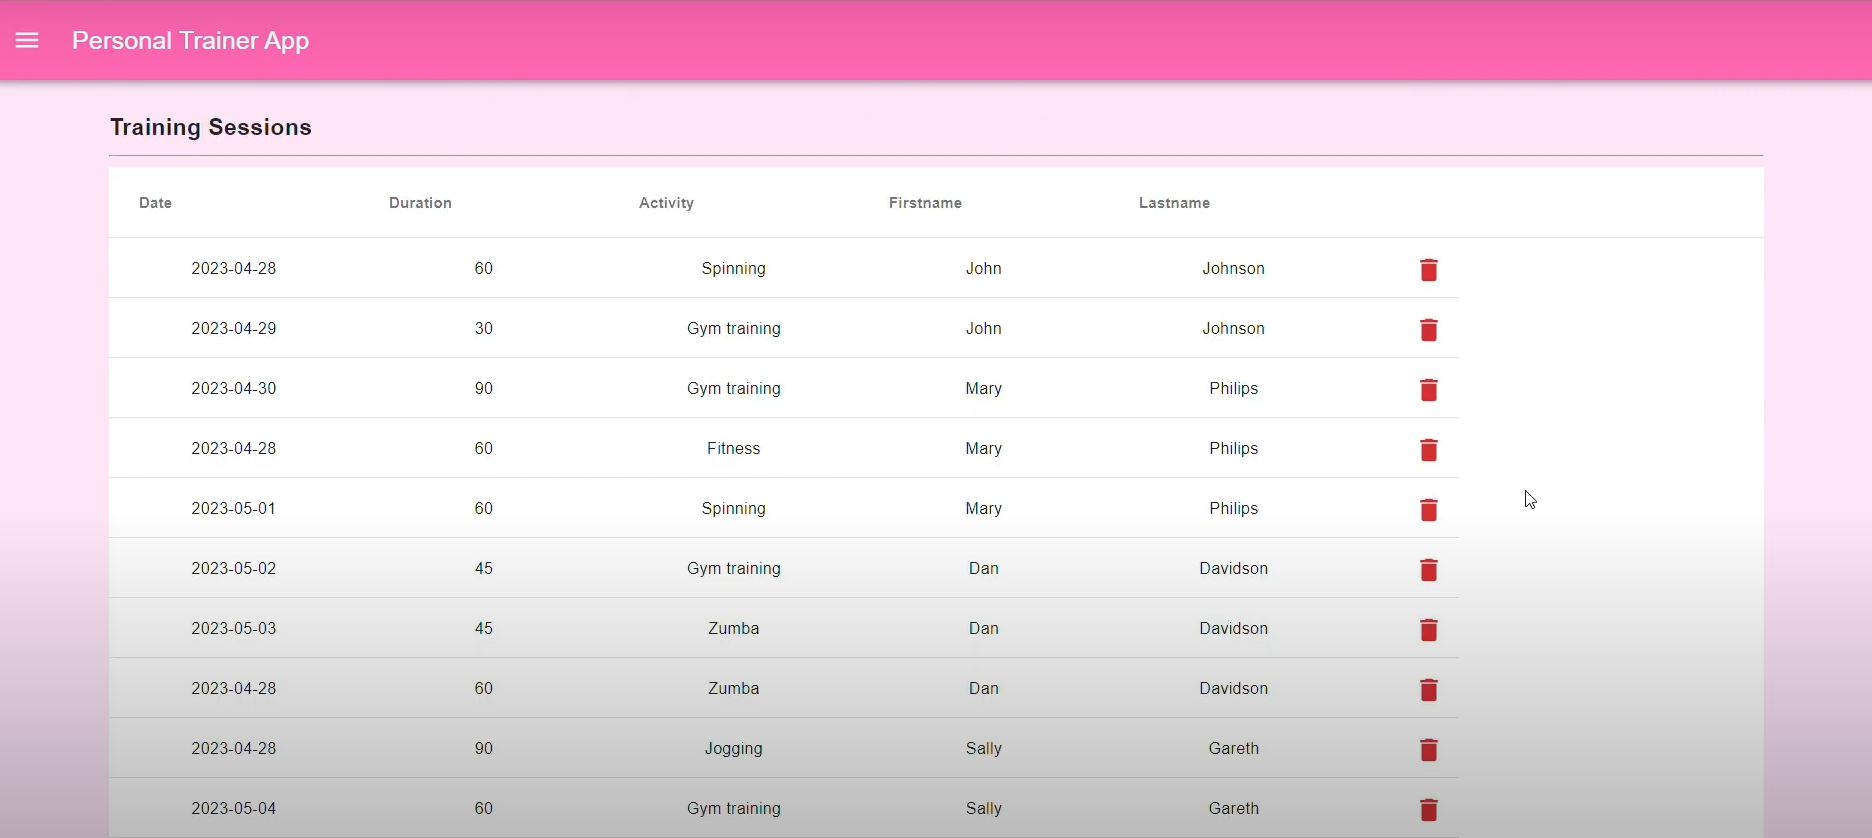 Personal Trainer App
Training Sessions
Date Duration Activity Firstname Lastname
2023-04-28 60 Spinning John Johnson
2023-04-29 30 Gym training John Johnson
2023-04-30 90 Gym training Mary Philips
2023-04-28 60 Fitness Mary Philips
2023-05-01 60 Spinning Mary Philips
2023-05-02 45 Gym training Dan Davidson
2023-05-03 45 Zumba Dan Davidson
2023-04-28 60 Zumba Dan Davidson
2023-04-28 90 Jogging Sally Gareth
2023-05-04 60 Gym training Sally Gareth